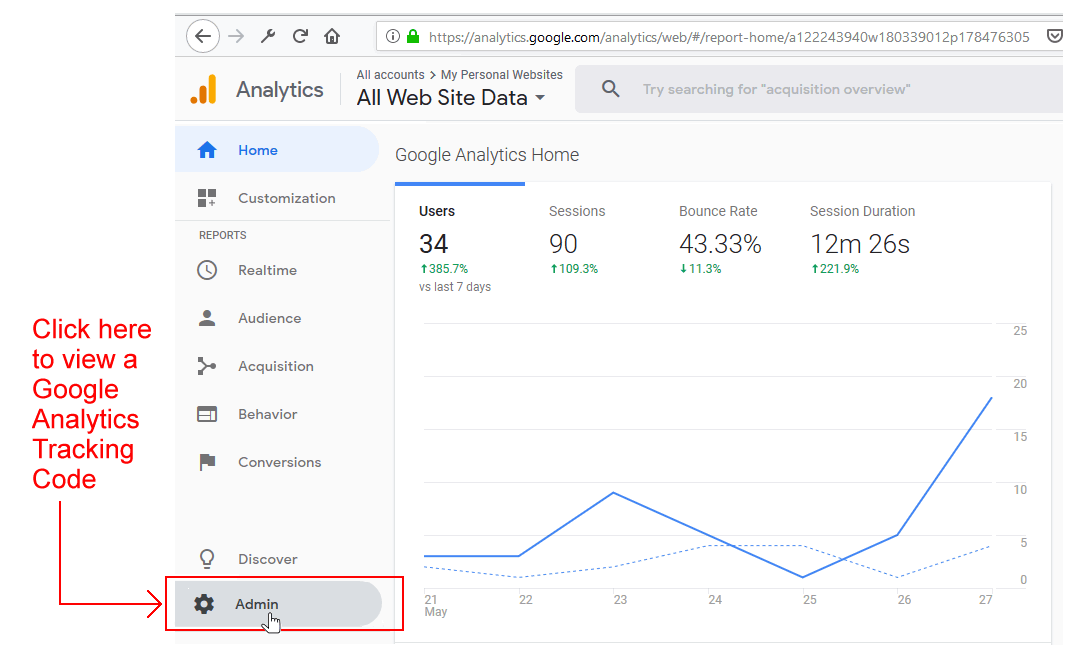 https://analytics.google.com/analytics/web/#/report-home/a122243940w180339012p178476305
Analytics
All accounts > My Personal Websites
All Web Site Data
Try searching for "acquisition overview"
Home
Customization
REPORTS
Realtime
Audience
Acquisition
Behavior
Conversions
Discover
Admin
Click here
to view a
Google
Analytics
Tracking
Code
Google Analytics Home
Users Sessions Bounce Rate Session Duration
34 90 43.33% 12m 26s
↑385.7% ↑109.3% ↓11.3% ↑221.9%
vs last 7 days
25
20
15
10
5
0
21 22 23 24 25 26 27
May